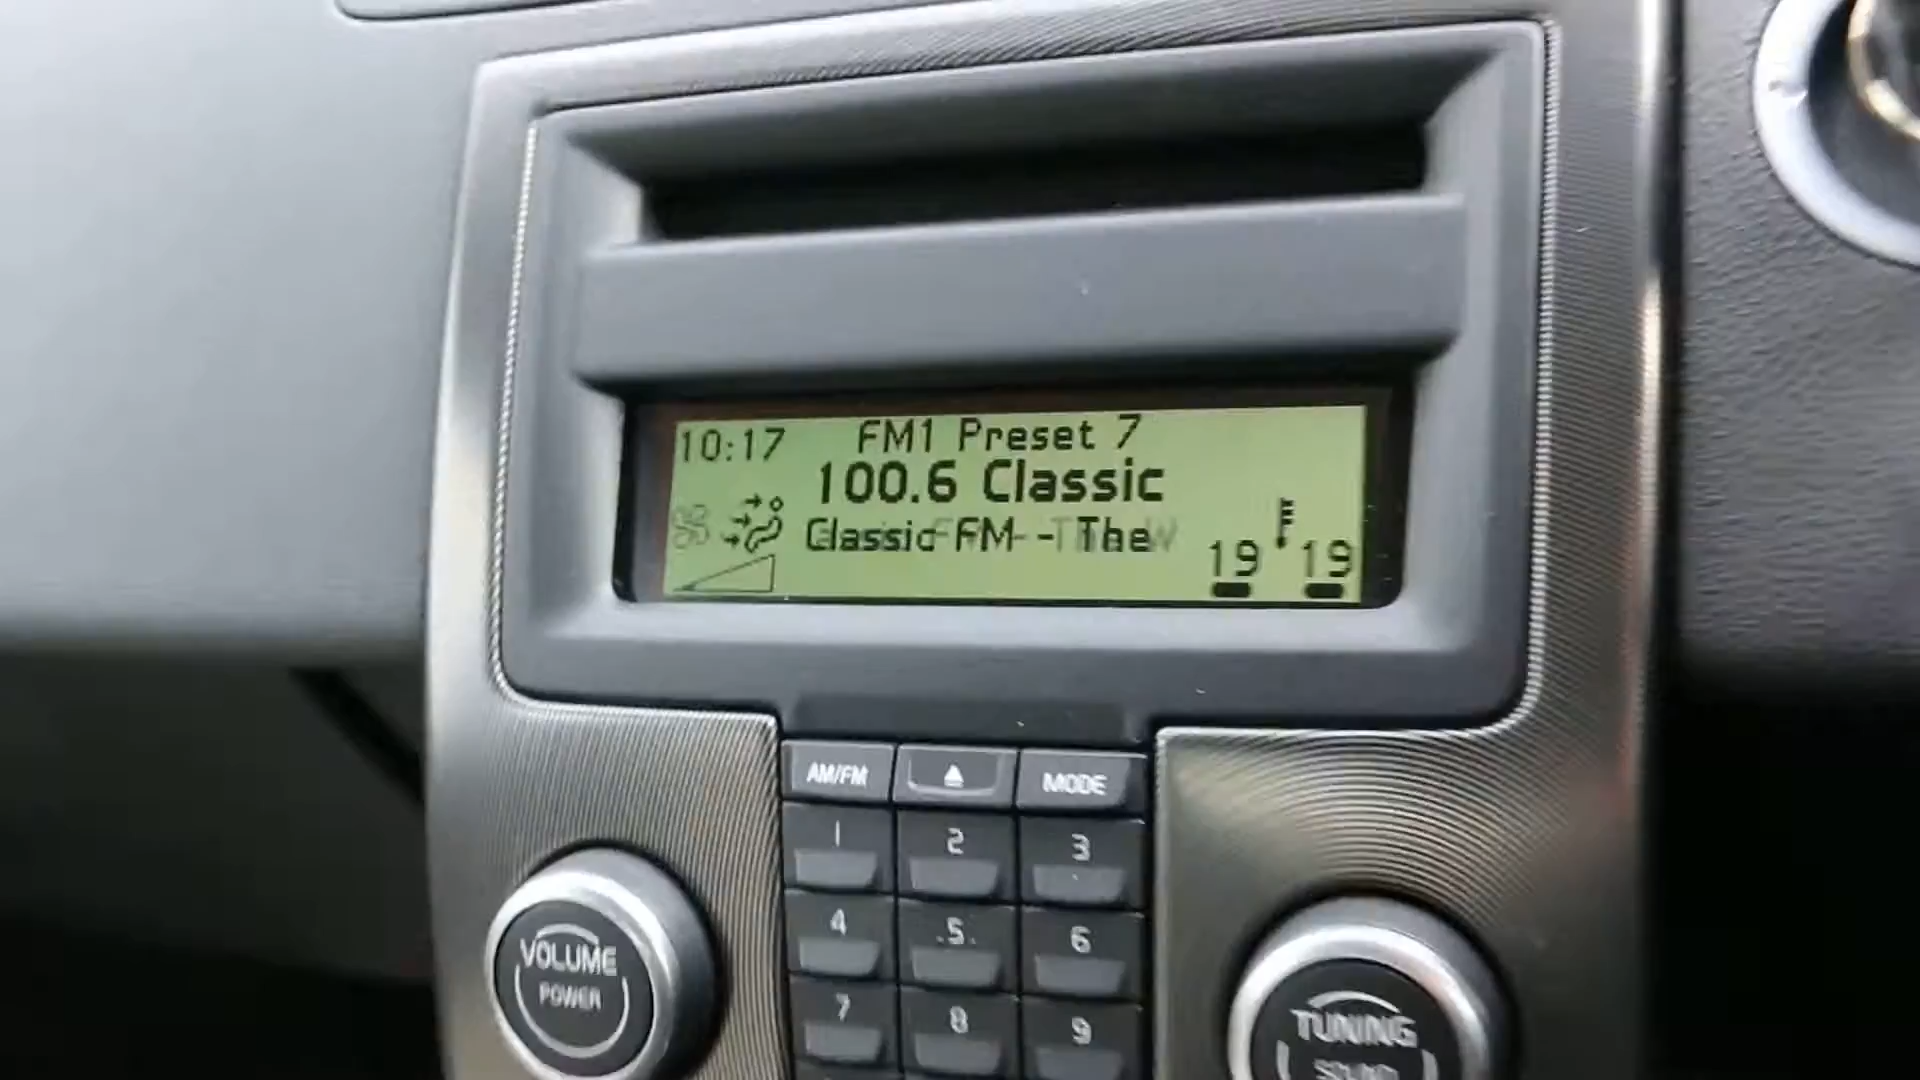 10:17
FM1 Preset 7
100.6 Classic
Classic FM - The
19 19
AM/FM
MODE
1 2 3
4 5 6
7 8 9
VOLUME
POWER
TUNING
SOUND